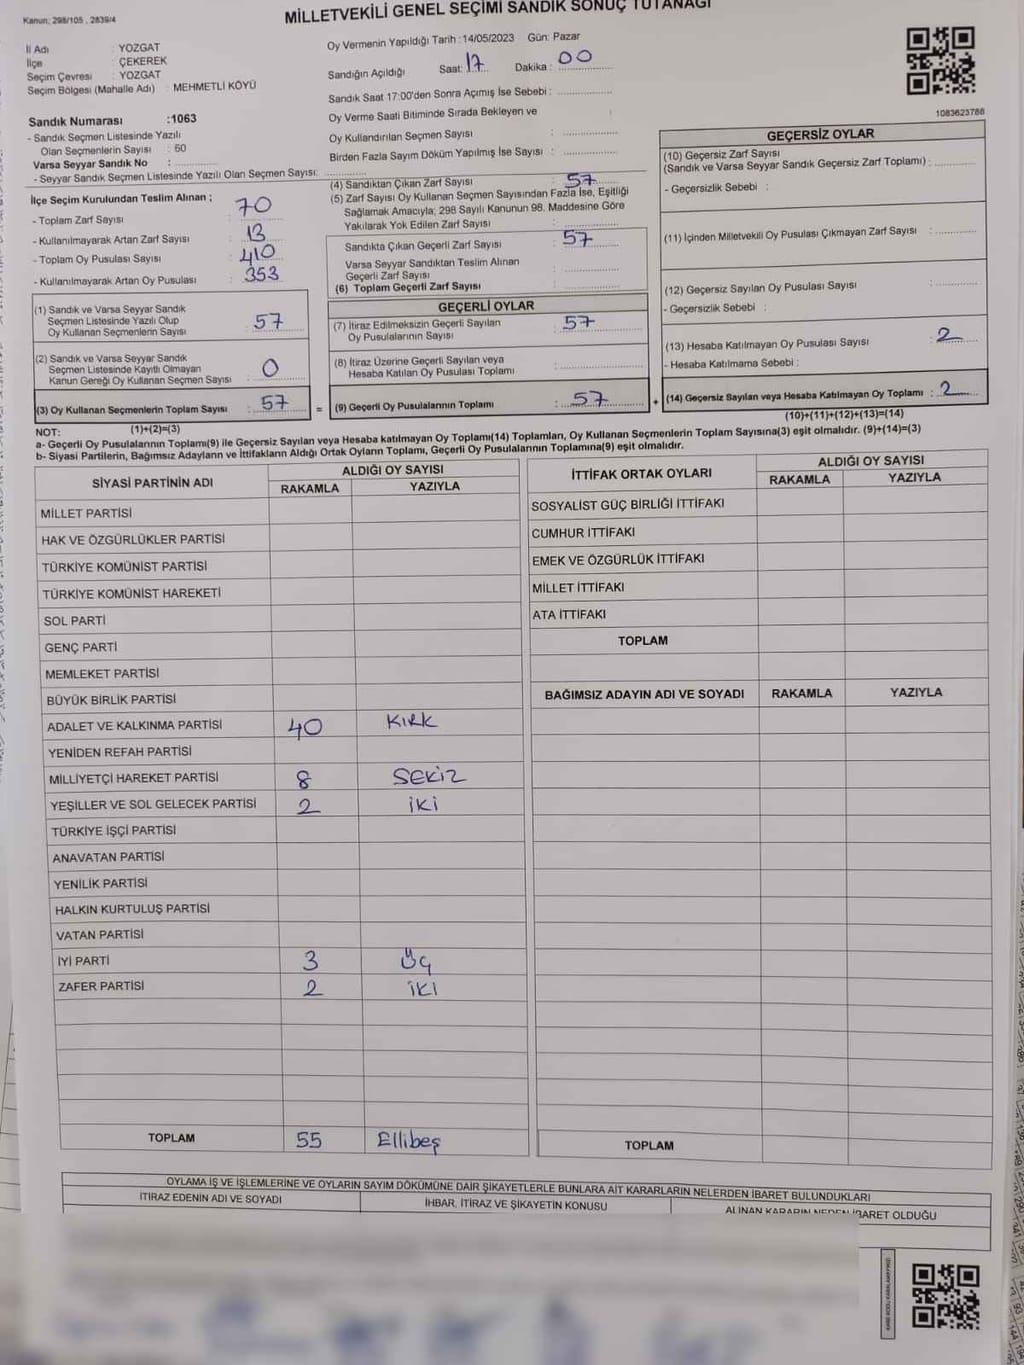 Kanun: 298/105 , 2839/4
MİLLETVEKİLİ GENEL SEÇİMİ SANDIK SONUÇ TUTANAĞI
İl Adı : YOZGAT
İlçe : ÇEKEREK
Seçim Çevresi : YOZGAT
Seçim Bölgesi (Mahalle Adı) : MEHMETLİ KÖYÜ
Oy Vermenin Yapıldığı Tarih : 14/05/2023 Gün: Pazar
Sandığın Açıldığı Saat: 17 Dakika : 00
Sandık Saat 17:00'den Sonra Açımış İse Sebebi :
Oy Verme Saati Bitiminde Sırada Bekleyen ve
Oy Kullandırılan Seçmen Sayısı :
Birden Fazla Sayım Döküm Yapılmış İse Sayısı :
1083623788
Sandık Numarası :1063
- Sandık Seçmen Listesinde Yazılı
Olan Seçmenlerin Sayısı : 60
Varsa Seyyar Sandık No :
- Seyyar Sandık Seçmen Listesinde Yazılı Olan Seçmen Sayısı:
İlçe Seçim Kurulundan Teslim Alınan ;
- Toplam Zarf Sayısı : 70
- Kullanılmayarak Artan Zarf Sayısı : 13
- Toplam Oy Pusulası Sayısı : 410
- Kullanılmayarak Artan Oy Pusulası : 353
(1) Sandık ve Varsa Seyyar Sandık
Seçmen Listesinde Yazılı Olup
Oy Kullanan Seçmenlerin Sayısı : 57
(2) Sandık ve Varsa Seyyar Sandık
Seçmen Listesinde Kayıtlı Olmayan
Kanun Gereği Oy Kullanan Seçmen Sayısı : 0
(3) Oy Kullanan Seçmenlerin Toplam Sayısı : 57
(1)+(2)=(3)
(4) Sandıktan Çıkan Zarf Sayısı : 57
(5) Zarf Sayısı Oy Kullanan Seçmen Sayısından Fazla İse, Eşitliği
Sağlamak Amacıyla; 298 Sayılı Kanunun 98. Maddesine Göre
Yakılarak Yok Edilen Zarf Sayısı :
Sandıkta Çıkan Geçerli Zarf Sayısı : 57
Varsa Seyyar Sandıktan Teslim Alınan
Geçerli Zarf Sayısı :
(6) Toplam Geçerli Zarf Sayısı :
GEÇERLİ OYLAR
(7) İtiraz Edilmeksizin Geçerli Sayılan
Oy Pusulalarının Sayısı : 57
(8) İtiraz Üzerine Geçerli Sayılan veya
Hesaba Katılan Oy Pusulası Toplamı :
= (9) Geçerli Oy Pusulalarının Toplamı : 57 +
GEÇERSİZ OYLAR
(10) Geçersiz Zarf Sayısı
(Sandık ve Varsa Seyyar Sandık Geçersiz Zarf Toplamı) :
- Geçersizlik Sebebi :
(11) İçinden Milletvekili Oy Pusulası Çıkmayan Zarf Sayısı :
(12) Geçersiz Sayılan Oy Pusulası Sayısı :
- Geçersizlik Sebebi :
(13) Hesaba Katılmayan Oy Pusulası Sayısı : 2
- Hesaba Katılmama Sebebi :
(14) Geçersiz Sayılan veya Hesaba Katılmayan Oy Toplamı : 2
(10)+(11)+(12)+(13)=(14)
NOT:
a- Geçerli Oy Pusulalarının Toplamı(9) ile Geçersiz Sayılan veya Hesaba katılmayan Oy Toplamı(14) Toplamları, Oy Kullanan Seçmenlerin Toplam Sayısına(3) eşit olmalıdır. (9)+(14)=(3)
b- Siyasi Partilerin, Bağımsız Adayların ve İttifakların Aldığı Ortak Oyların Toplamı, Geçerli Oy Pusulalarının Toplamına(9) eşit olmalıdır.
SİYASİ PARTİNİN ADI ALDIĞI OY SAYISI
RAKAMLA YAZIYLA
MİLLET PARTİSİ
HAK VE ÖZGÜRLÜKLER PARTİSİ
TÜRKİYE KOMÜNİST PARTİSİ
TÜRKİYE KOMÜNİST HAREKETİ
SOL PARTİ
GENÇ PARTİ
MEMLEKET PARTİSİ
BÜYÜK BİRLİK PARTİSİ
ADALET VE KALKINMA PARTİSİ 40 KIRK
YENİDEN REFAH PARTİSİ
MİLLİYETÇİ HAREKET PARTİSİ 8 SEKİZ
YEŞİLLER VE SOL GELECEK PARTİSİ 2 İKİ
TÜRKİYE İŞÇİ PARTİSİ
ANAVATAN PARTİSİ
YENİLİK PARTİSİ
HALKIN KURTULUŞ PARTİSİ
VATAN PARTİSİ
İYİ PARTİ 3 Üç
ZAFER PARTİSİ 2 İKİ
TOPLAM 55 Ellibeş
İTTİFAK ORTAK OYLARI ALDIĞI OY SAYISI
RAKAMLA YAZIYLA
SOSYALİST GÜÇ BİRLİĞİ İTTİFAKI
CUMHUR İTTİFAKI
EMEK VE ÖZGÜRLÜK İTTİFAKI
MİLLET İTTİFAKI
ATA İTTİFAKI
TOPLAM
BAĞIMSIZ ADAYIN ADI VE SOYADI RAKAMLA YAZIYLA
TOPLAM
OYLAMA İŞ VE İŞLEMLERİNE VE OYLARIN SAYIM DÖKÜMÜNE DAİR ŞİKAYETLERLE BUNLARA AİT KARARLARIN NELERDEN İBARET BULUNDUKLARI
İTİRAZ EDENİN ADI VE SOYADI İHBAR, İTİRAZ VE ŞİKAYETİN KONUSU ALINAN KARARIN NEDEN İBARET OLDUĞU